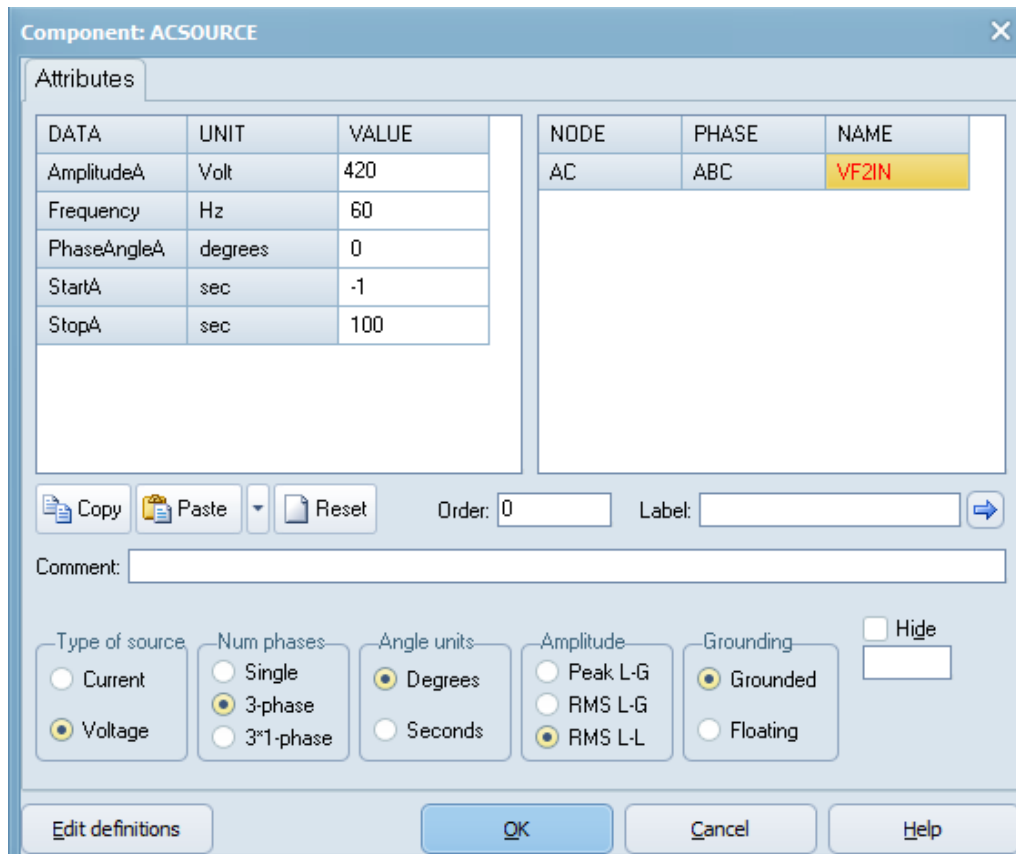 Component: ACSOURCE
Attributes
DATA UNIT VALUE
AmplitudeA Volt 420
Frequency Hz 60
PhaseAngleA degrees 0
StartA sec -1
StopA sec 100
NODE PHASE NAME
AC ABC VF2IN
Copy Paste Reset Order: 0 Label:
Comment:
Type of source Num phases Angle units Amplitude Grounding Hide
Current Single Degrees Peak L-G Grounded
3-phase RMS L-G
Voltage 3*1-phase Seconds RMS L-L Floating
Edit definitions OK Cancel Help